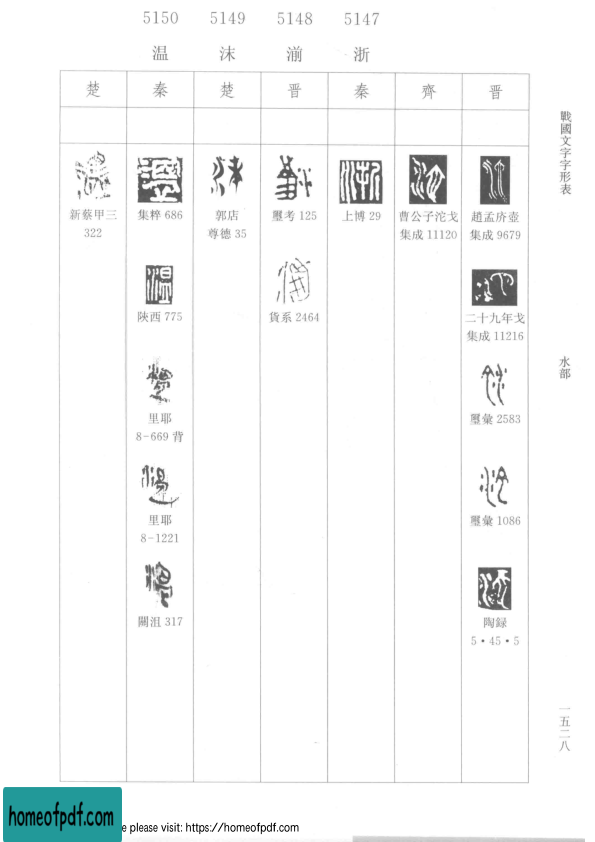 5150 5149 5148 5147
温 沬 湔 浙
楚 秦 楚 晋 秦 齊 晋
新蔡甲三
322
集粹 686
郭店
尊德 35
璽考 125
上博 29
曹公子沱戈
集成 11120
趙孟庎壺
集成 9679
陝西 775
貨系 2464
二十九年戈
集成 11216
里耶
8-669 背
璽彙 2583
里耶
8-1221
璽彙 1086
關沮 317
陶録
5·45·5
戰國文字字形表
水部
一五二八
homeofpdf.com
e please visit: https://homeofpdf.com